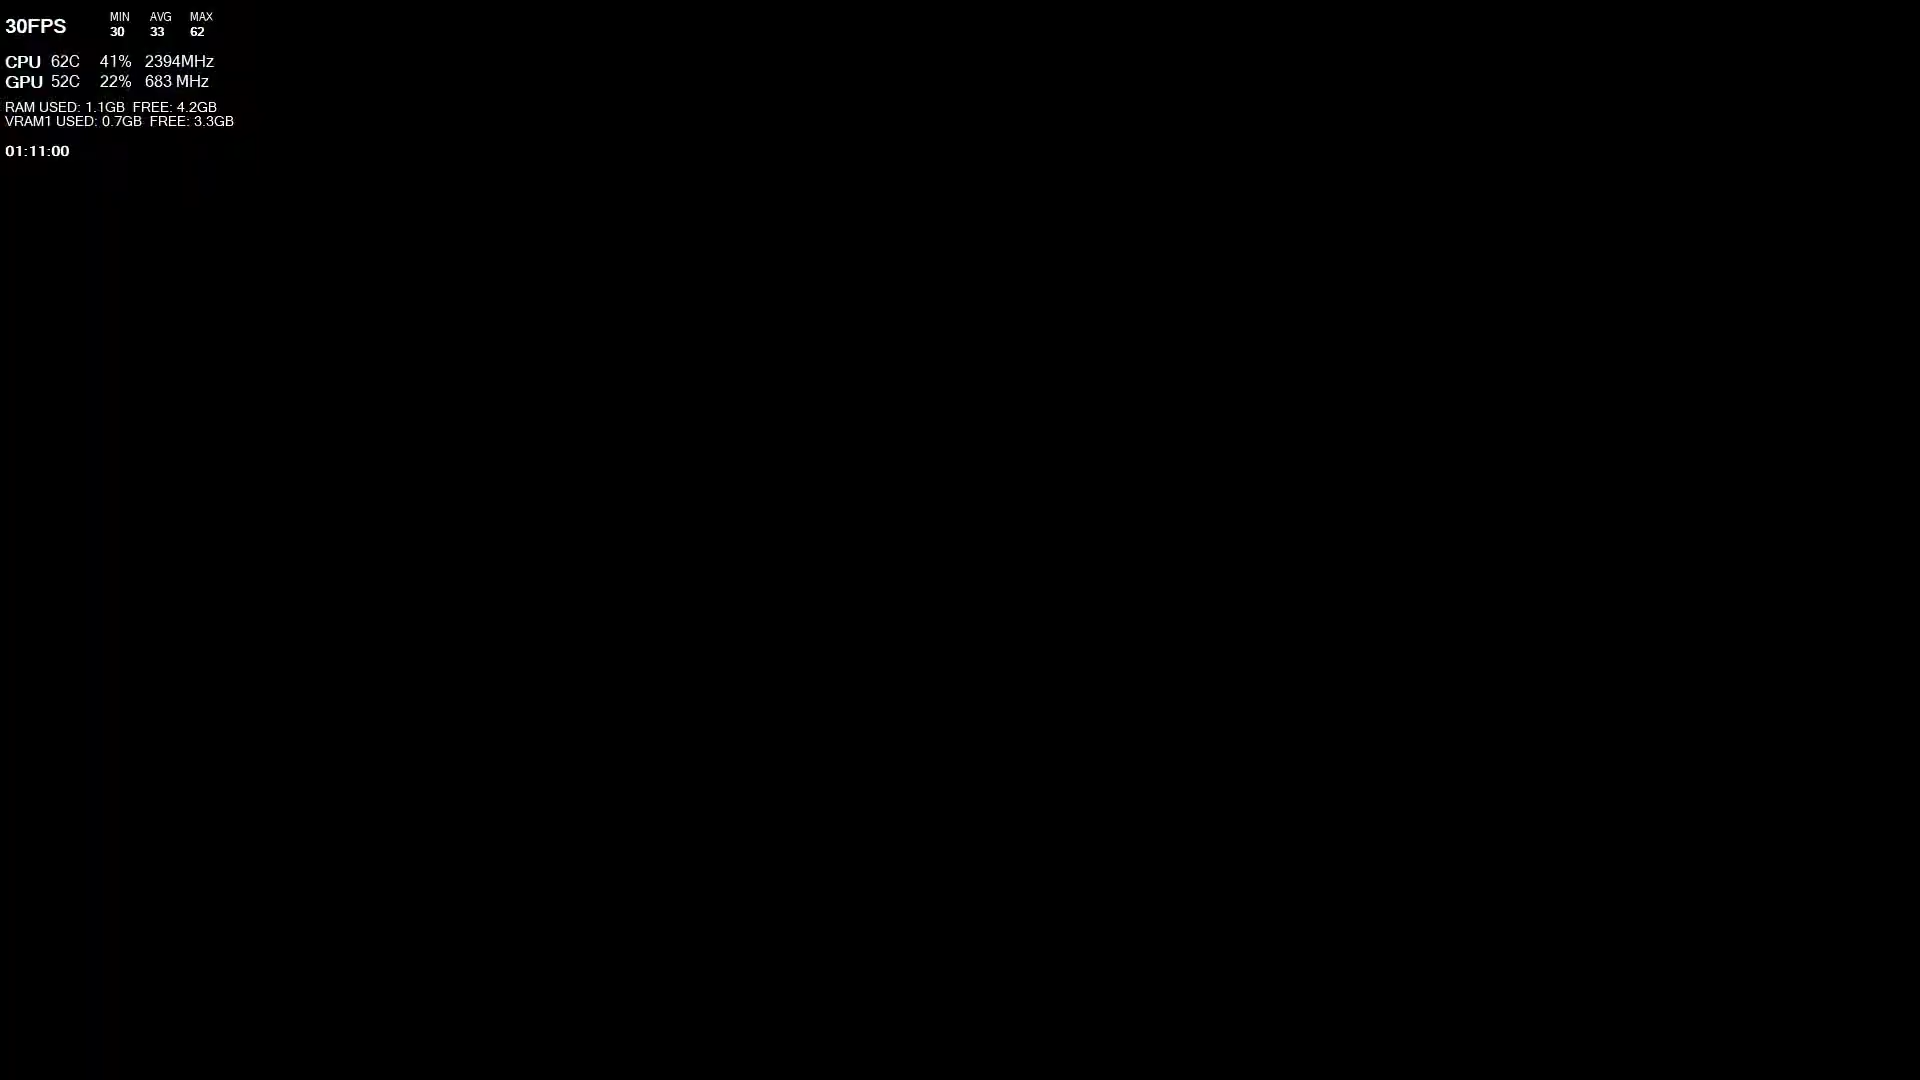 30FPS MIN AVG MAX
30 33 62
CPU 62C 41% 2394MHz
GPU 52C 22% 683 MHz
RAM USED: 1.1GB FREE: 4.2GB
VRAM1 USED: 0.7GB FREE: 3.3GB
01:11:00